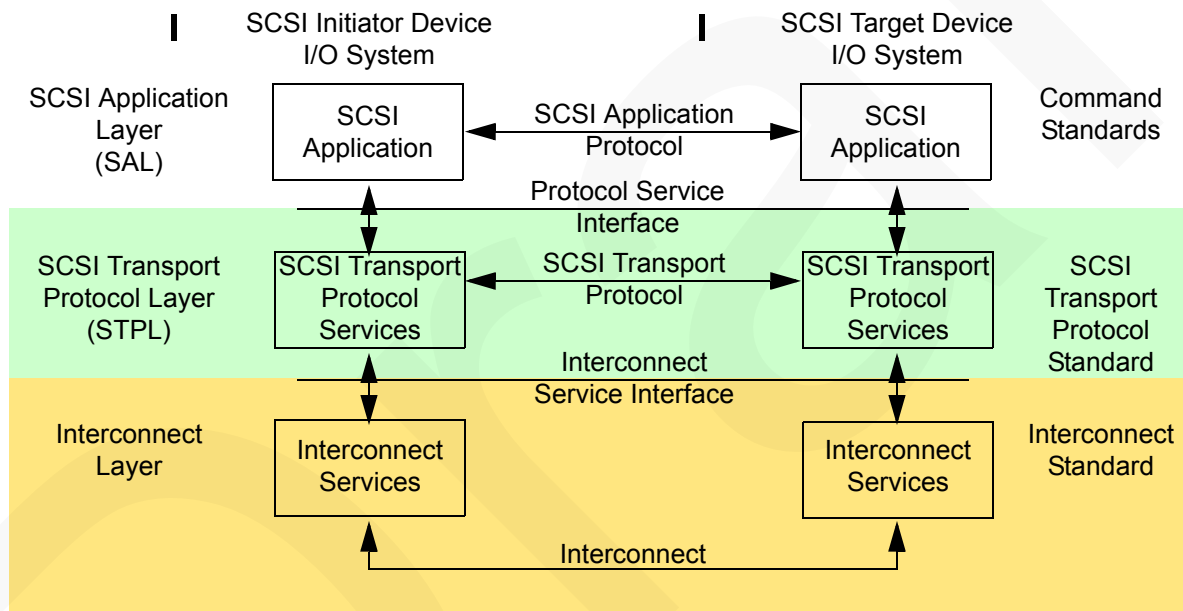 SCSI Initiator Device
I/O System
SCSI Target Device
I/O System
SCSI Application
Layer
(SAL)
SCSI
Application
SCSI Application
Protocol
SCSI
Application
Command
Standards
Protocol Service
Interface
SCSI Transport
Protocol Layer
(STPL)
SCSI Transport
Protocol
Services
SCSI Transport
Protocol
SCSI Transport
Protocol
Services
SCSI
Transport
Protocol
Standard
Interconnect
Service Interface
Interconnect
Layer
Interconnect
Services
Interconnect
Services
Interconnect
Standard
Interconnect